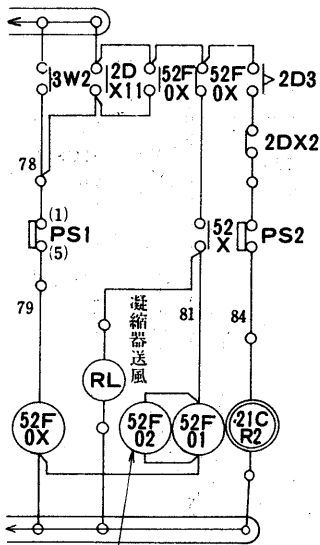 3W2
2D
X11
52F
0X
52F
0X
2D3
2DX2
78
(1)
PS1
(5)
52
X
PS2
79
凝縮器送風
81
84
RL
52F
0X
52F
02
52F
01
21C
R2